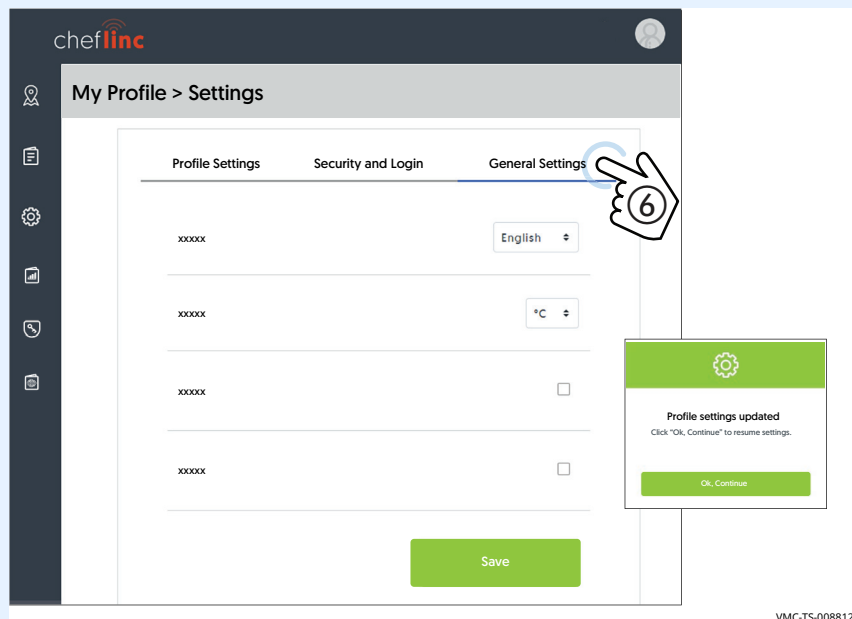 cheflinc
My Profile > Settings
Profile Settings Security and Login General Settings
6
xxxxx English
xxxxx °C
xxxxx
xxxxx
Save
Profile settings updated
Click "Ok, Continue" to resume settings.
Ok, Continue
VMC-TS-008812